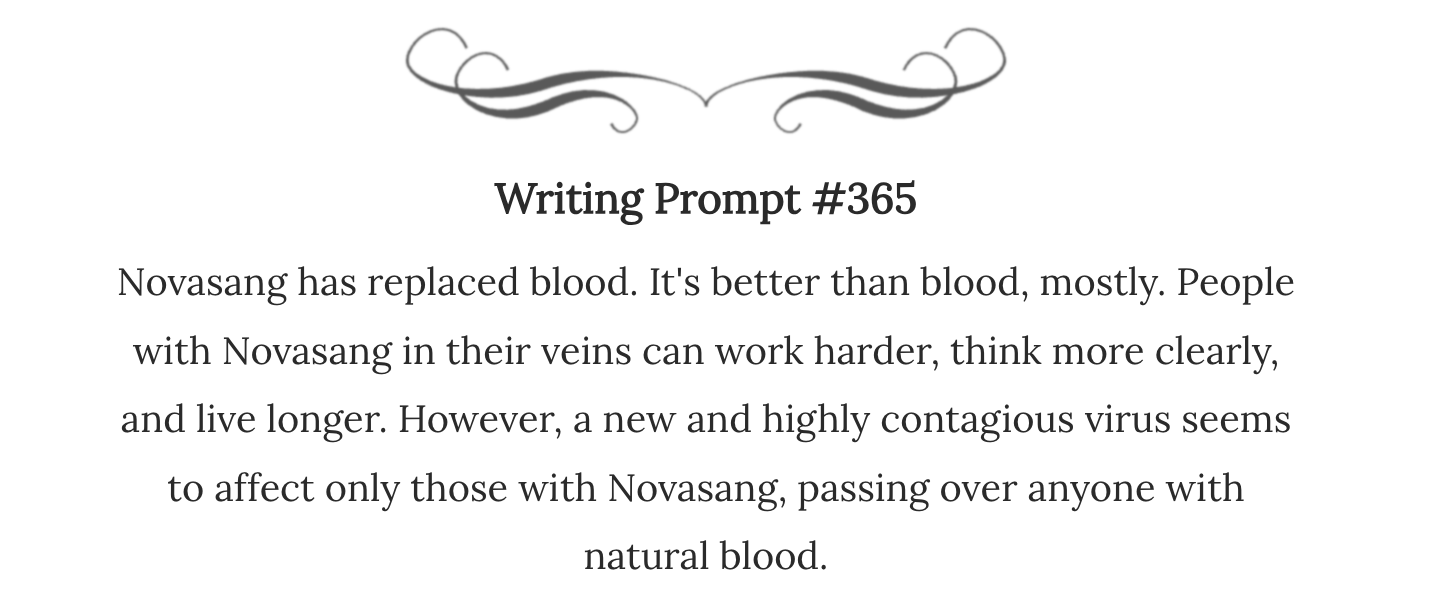 Writing Prompt #365
Novasang has replaced blood. It's better than blood, mostly. People
with Novasang in their veins can work harder, think more clearly,
and live longer. However, a new and highly contagious virus seems
to affect only those with Novasang, passing over anyone with
natural blood.